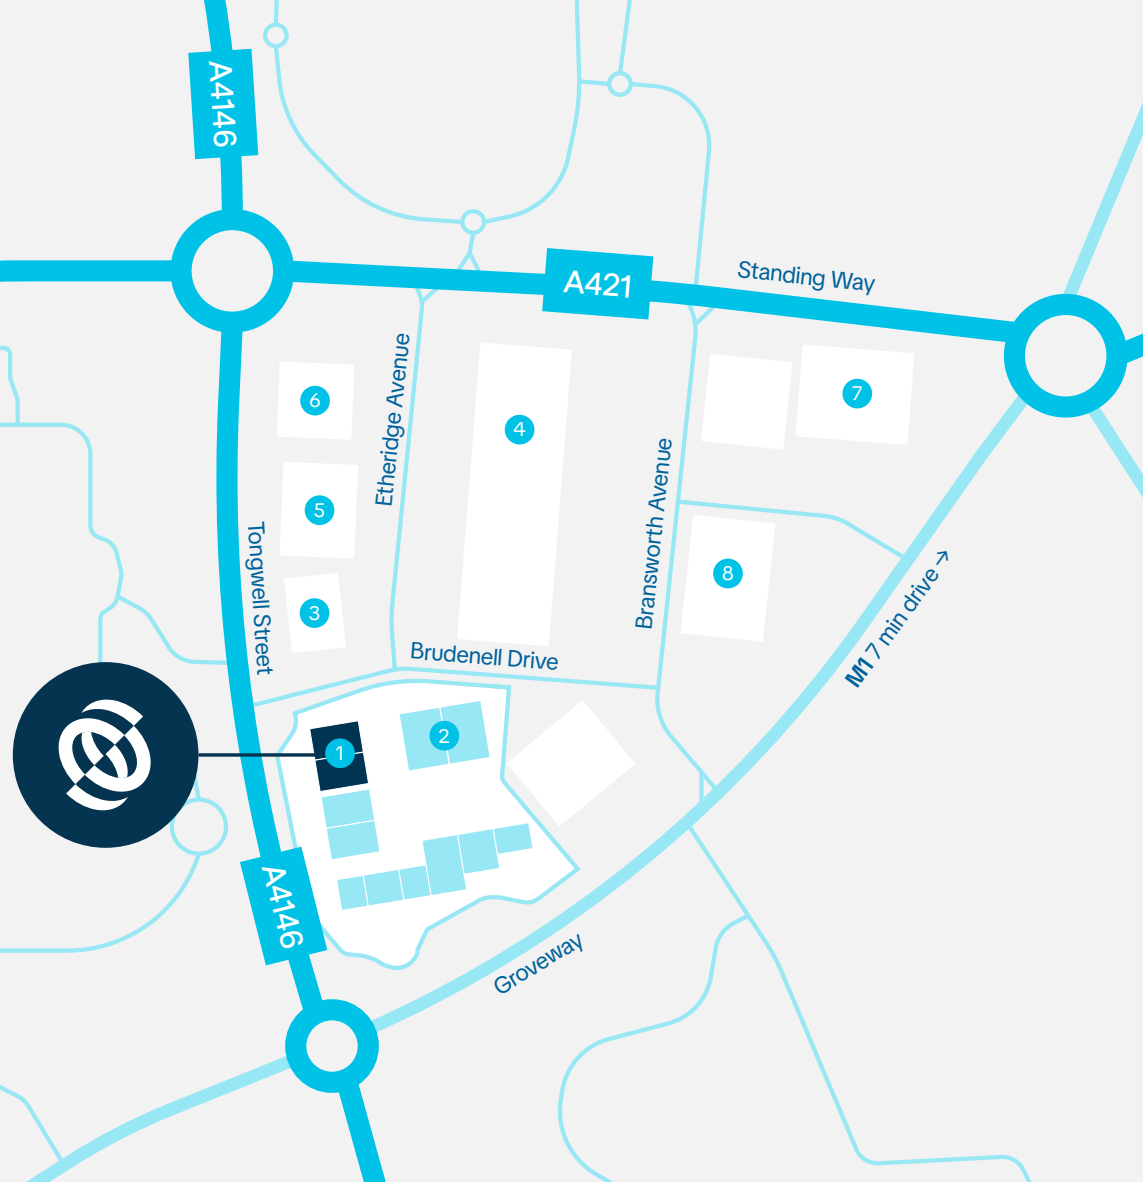 A4146
A421
Standing Way
Etheridge Avenue
6
4
7
Bransworth Avenue
5
Tongwell Street
8
3
M1 7 min drive →
Brudenell Drive
2
1
A4146
Groveway